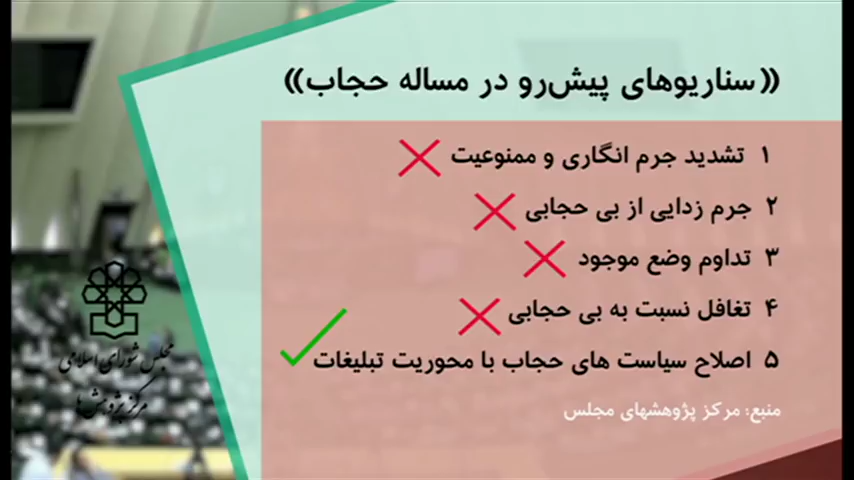 «سناریوهای پیش‌رو در مساله حجاب»
۱ تشدید جرم انگاری و ممنوعیت
۲ جرم زدایی از بی حجابی
۳ تداوم وضع موجود
۴ تغافل نسبت به بی حجابی
۵ اصلاح سیاست های حجاب با محوریت تبلیغات
منبع: مرکز پژوهشهای مجلس
مجلس شورای اسلامی
مرکز پژوهش‌ها